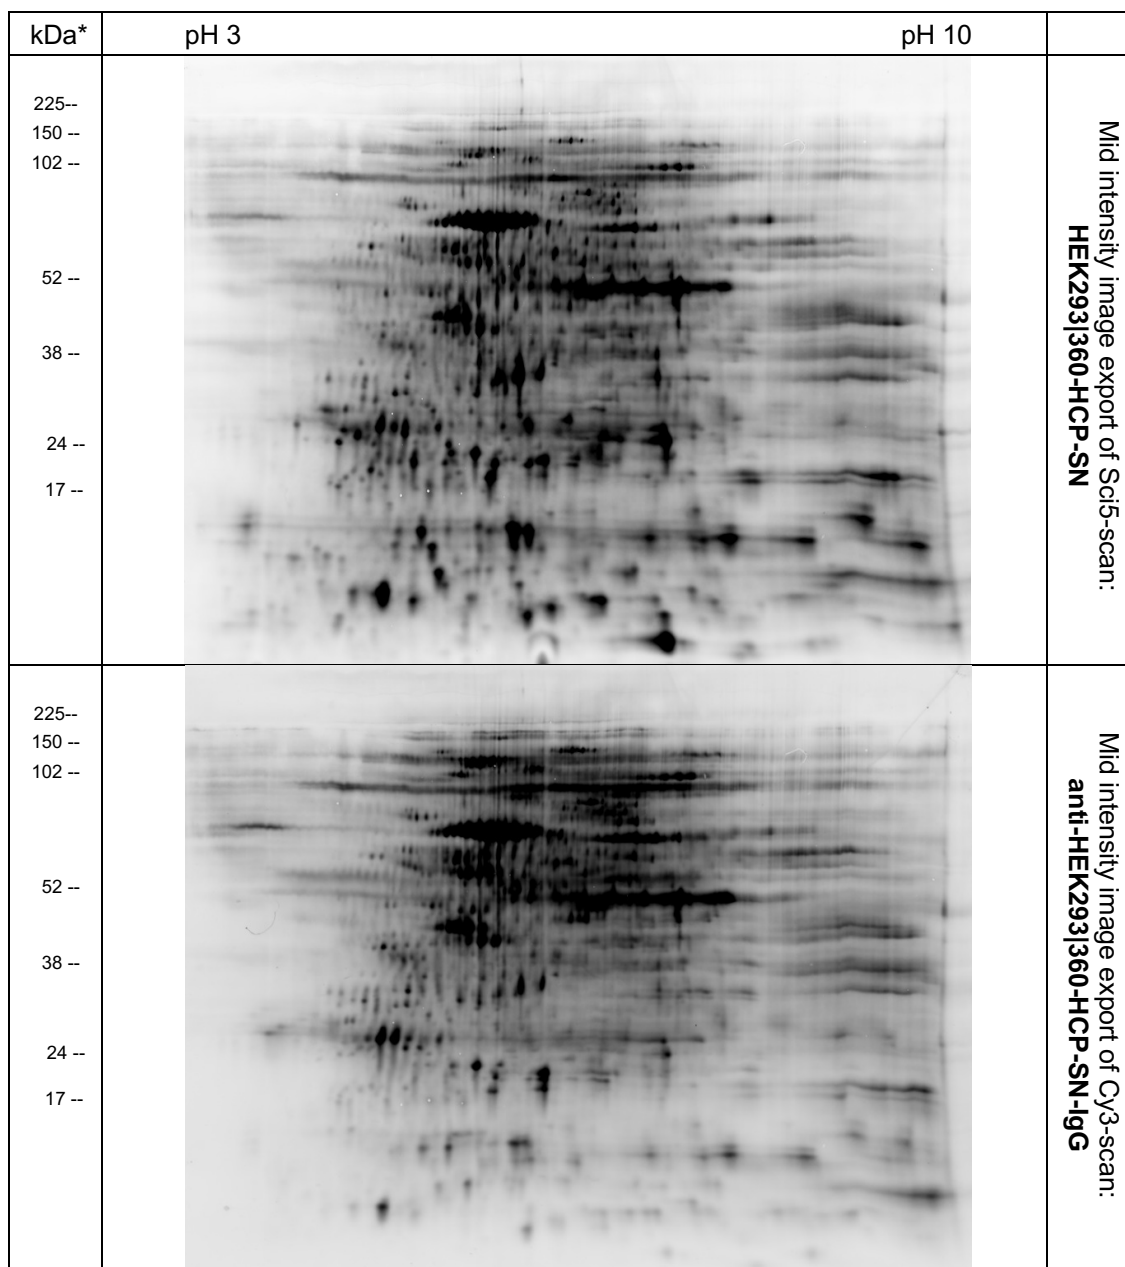 kDa*
pH 3
pH 10
225--
150 --
102 --
52 --
38 --
24 --
17 --
Mid intensity image export of Sci5-scan:
HEK293|360-HCP-SN
225--
150 --
102 --
52 --
38 --
24 --
17 --
Mid intensity image export of Cy3-scan:
anti-HEK293|360-HCP-SN-IgG